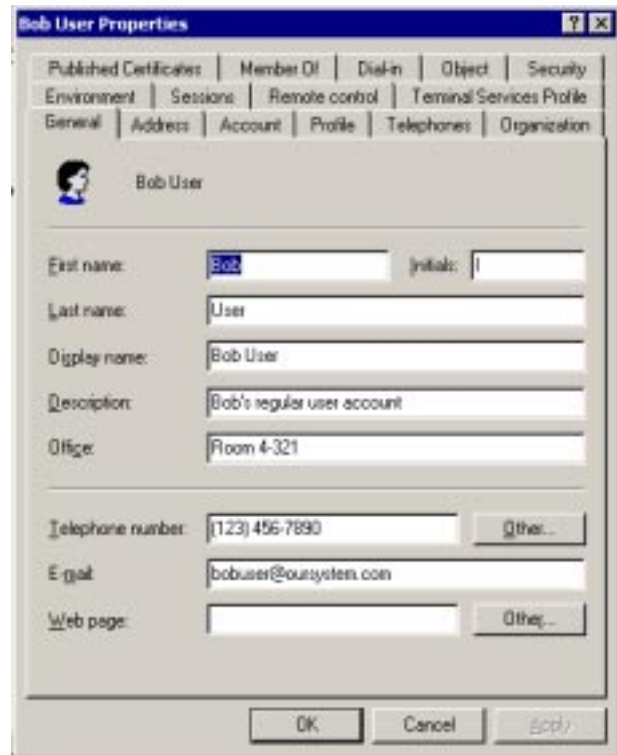 Bob User Properties
Published Certificates Member Of Dial-in Object Security
Environment Sessions Remote control Terminal Services Profile
General Address Account Profile Telephones Organization
Bob User
First name: Bob Initials: I
Last name: User
Display name: Bob User
Description: Bob's regular user account
Office: Room 4-321
Telephone number: (123) 456-7890 Other...
E-mail: bobuser@oursystem.com
Web page: Other...
OK Cancel Apply